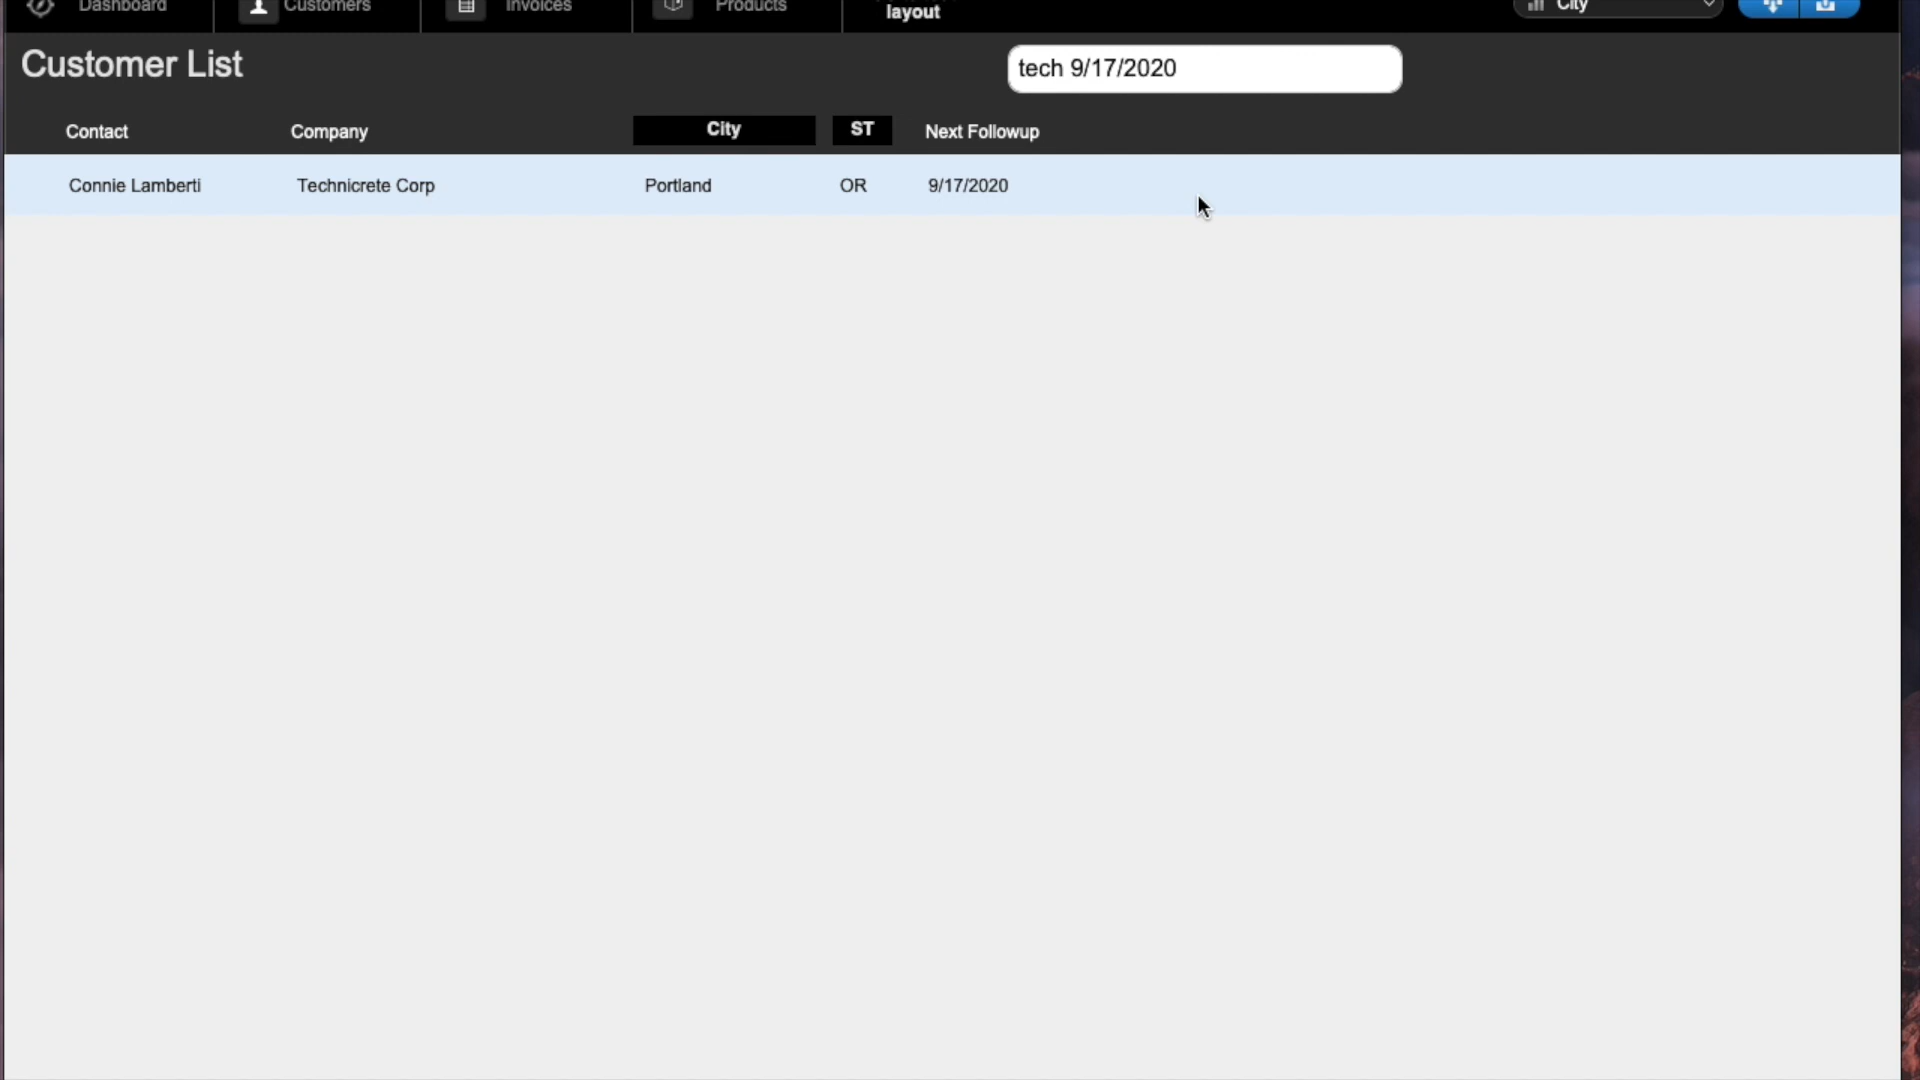 Dashboard
Customers
Invoices
Products
layout
City
Customer List
tech 9/17/2020
Contact
Company
City
ST
Next Followup
Connie Lamberti
Technicrete Corp
Portland
OR
9/17/2020